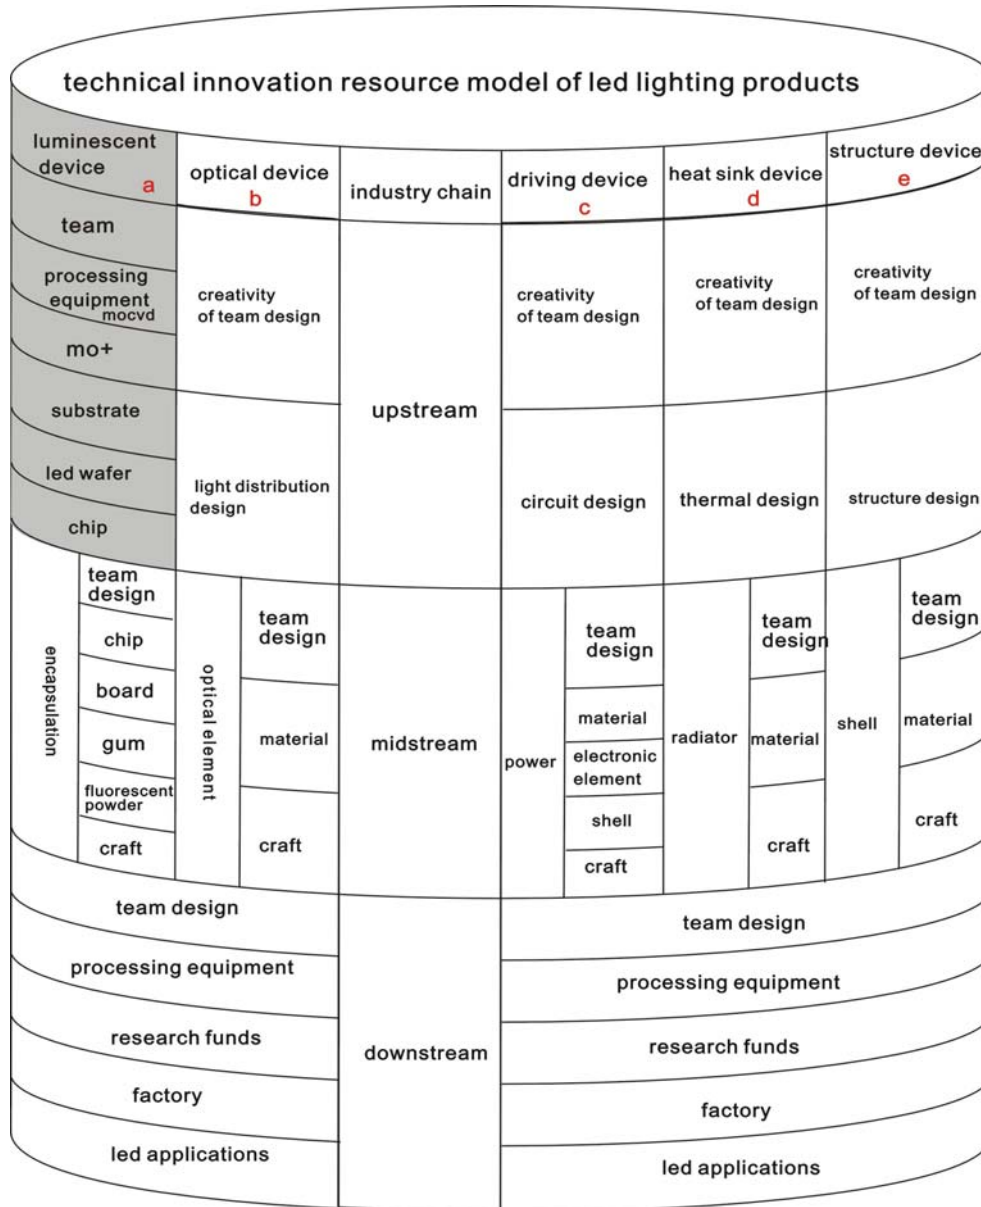 technical innovation resource model of led lighting products
luminescent
device
a
optical device
b
industry chain
driving device
c
heat sink device
d
structure device
e
team
processing
equipment
mocvd
mo+
substrate
led wafer
chip
creativity
of team design
light distribution
design
upstream
creativity
of team design
circuit design
creativity
of team design
thermal design
creativity
of team design
structure design
encapsulation
team
design
chip
board
gum
fluorescent
powder
craft
optical element
team
design
material
craft
midstream
power
team
design
material
electronic
element
shell
craft
radiator
team
design
material
craft
shell
team
design
material
craft
team design
processing equipment
research funds
factory
led applications
downstream
team design
processing equipment
research funds
factory
led applications